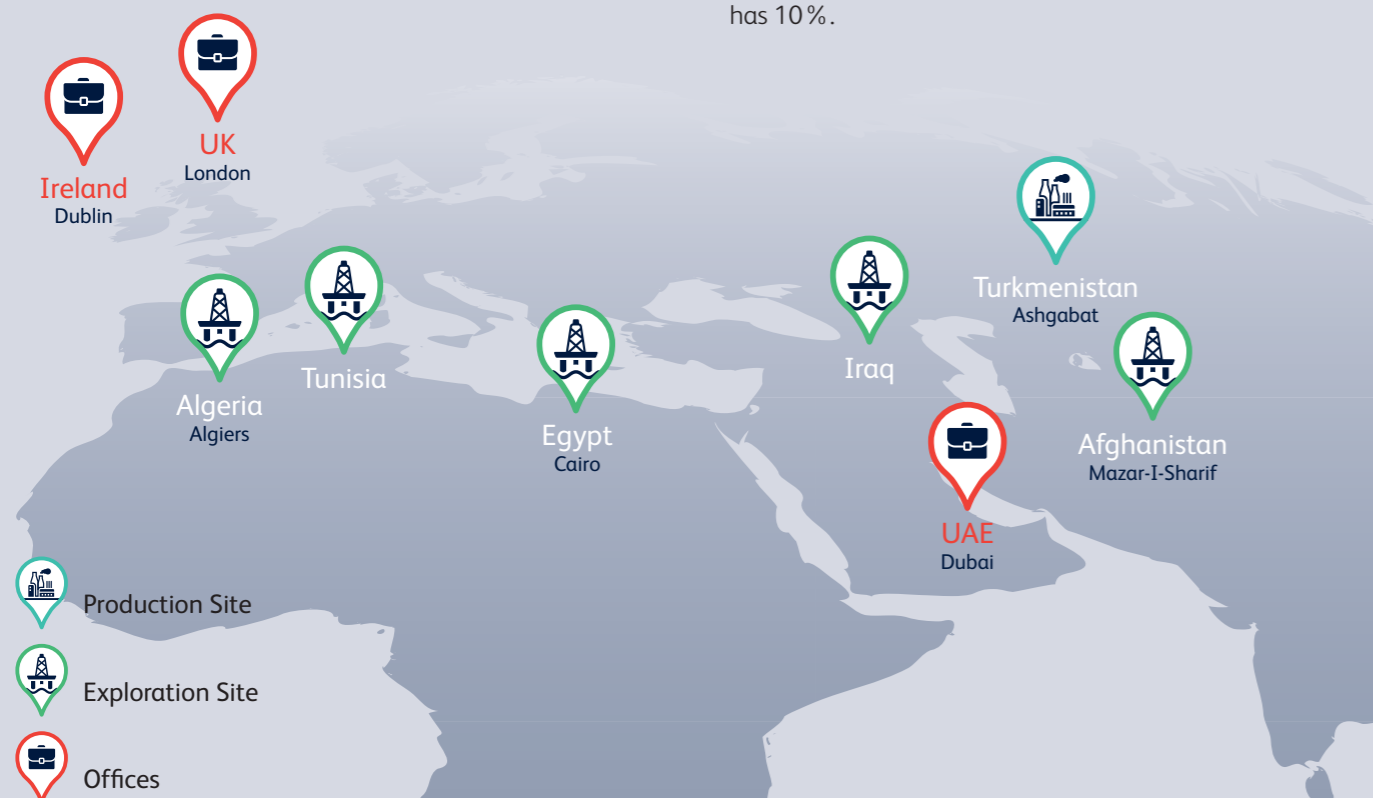 has 10%.
UK
London
Ireland
Dublin
Turkmenistan
Ashgabat
Tunisia
Iraq
Algeria
Algiers
Egypt
Cairo
Afghanistan
Mazar-I-Sharif
UAE
Dubai
Production Site
Exploration Site
Offices